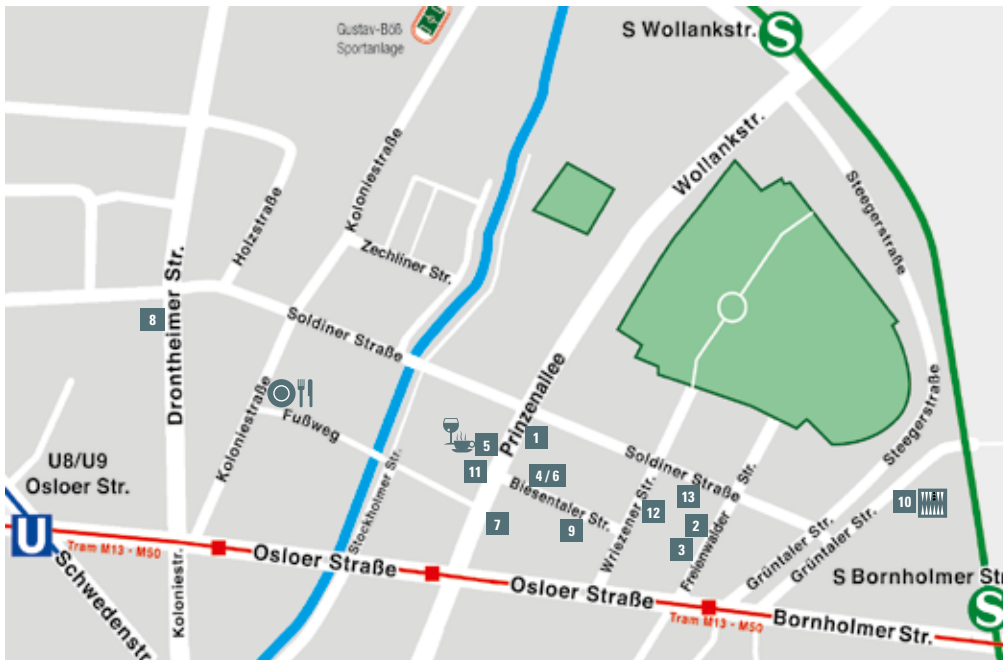 Gustav-Böß
Sportanlage
S Wollankstr.
S
Wollankstr.
Koloniestraße
Holzstraße
Zechliner Str.
Steegerstraße
Drontheimer Str.
8
Soldiner Straße
Prinzenallee
Koloniestraße
Fußweg
Steegerstraße
5
1
11
4 / 6
Soldiner Straße
U8/U9
Osloer Str.
Biesentaler Str.
Stockholmer Str.
7
9
Wriezener Str.
12
13
2
3
Freienwalder Str.
10
Grüntaler Str.
Grüntaler Str.
U
Tram M13 - M50
Osloer Straße
Osloer Straße
Schwedenstr
Koloniestr.
S Bornholmer Str
S
Tram M13 - M50
Bornholmer Str.